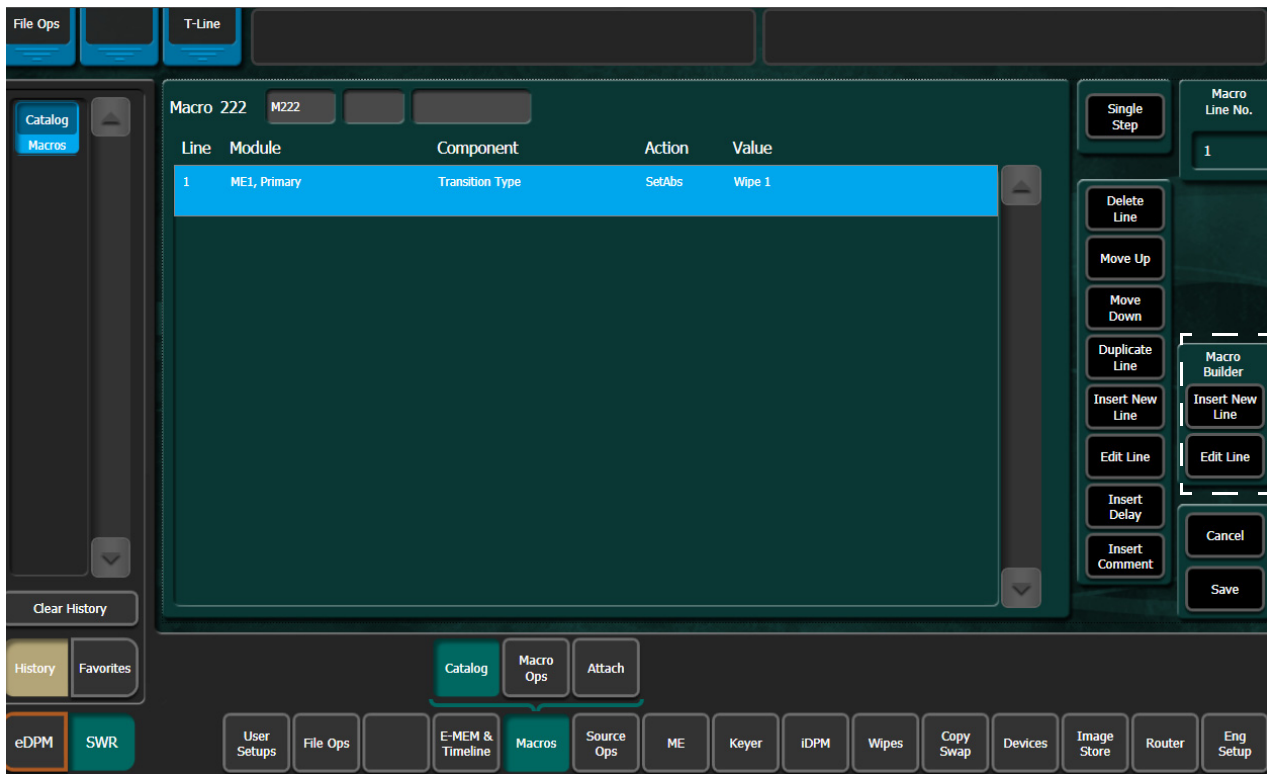 File Ops
T-Line
Catalog
Macros
Macro 222 M222
Line Module Component Action Value
1 ME1, Primary Transition Type SetAbs Wipe 1
Single
Step
Macro
Line No.
1
Delete
Line
Move Up
Move
Down
Duplicate
Line
Insert New
Line
Edit Line
Insert
Delay
Insert
Comment
Macro
Builder
Insert New
Line
Edit Line
Cancel
Save
Clear History
History
Favorites
Catalog
Macro
Ops
Attach
eDPM
SWR
User
Setups
File Ops
E-MEM &
Timeline
Macros
Source
Ops
ME
Keyer
iDPM
Wipes
Copy
Swap
Devices
Image
Store
Router
Eng
Setup